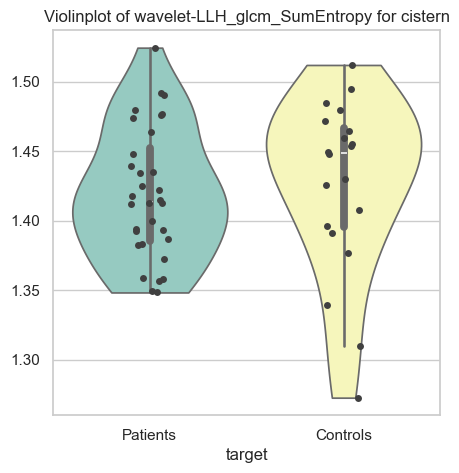 Violinplot of wavelet-LLH_glcm_SumEntropy for cistern
1.50
1.45
1.40
1.35
1.30
Patients Controls
target